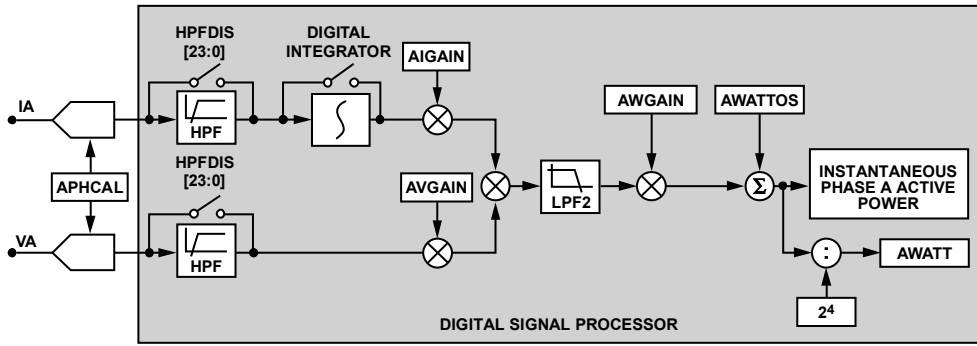 HPFDIS
[23:0]
DIGITAL
INTEGRATOR
AIGAIN
IA
HPF
AWGAIN
AWATTOS
APHCAL
HPFDIS
[23:0]
AVGAIN
LPF2
Σ
INSTANTANEOUS
PHASE A ACTIVE
POWER
VA
HPF
:
AWATT
24
DIGITAL SIGNAL PROCESSOR